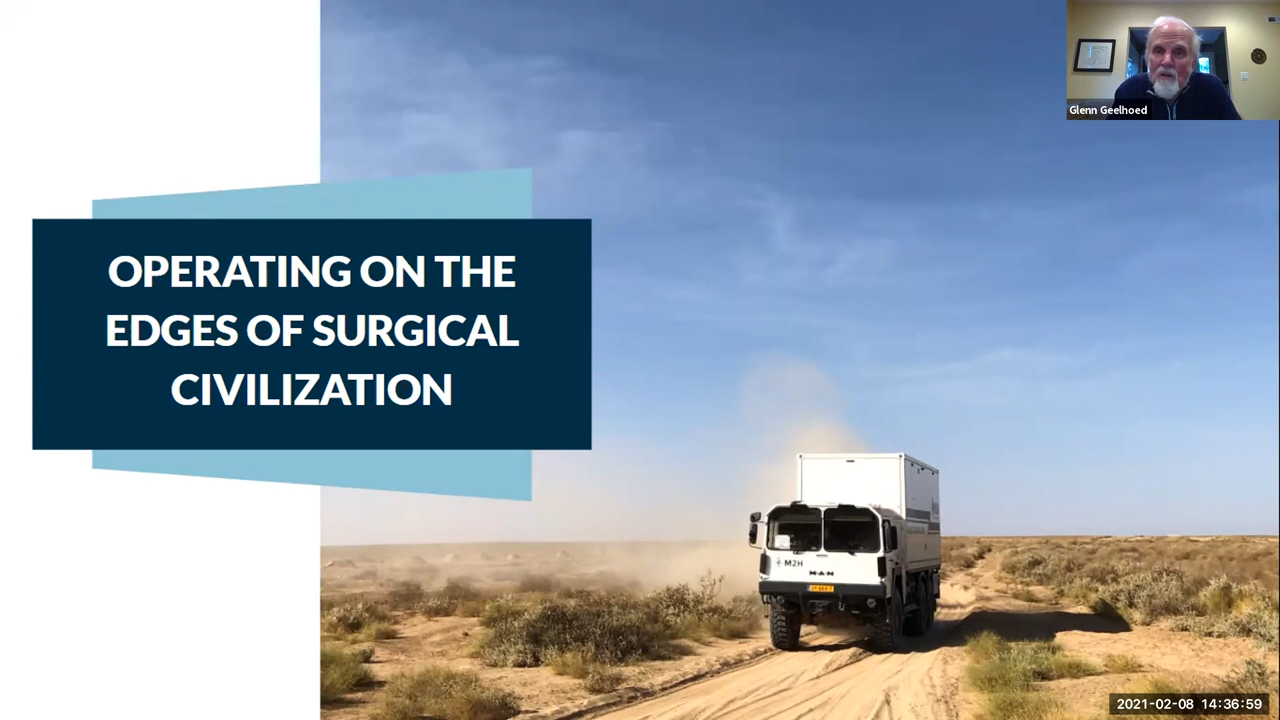 Glenn Geelhoed
OPERATING ON THE
EDGES OF SURGICAL
CIVILIZATION
M2H
MAN
2021-02-08 14:36:59